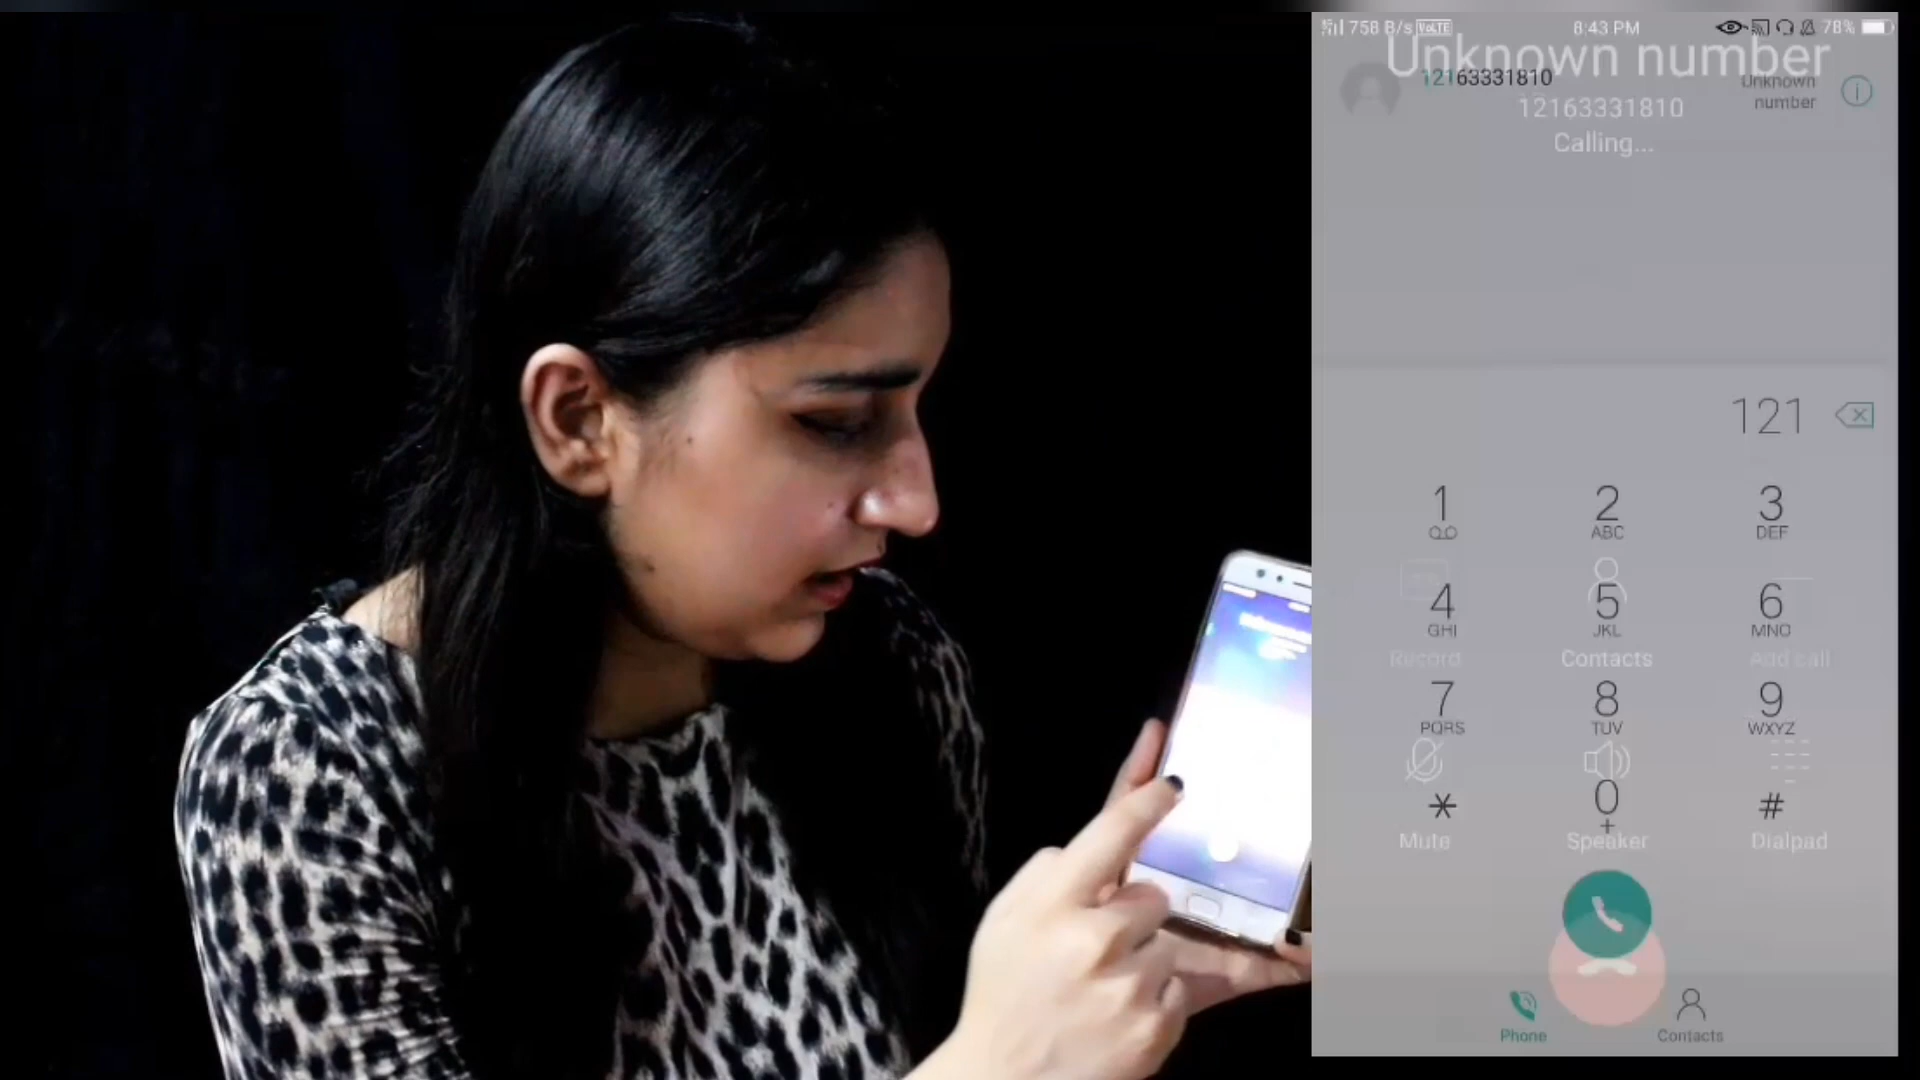 758 B/s VoLTE 8:43 PM 78%
Unknown number
12163331810
Unknown number
12163331810
Calling...
121
1 2 3
ABC DEF
4 5 6
GHI JKL MNO
Record Contacts Add call
7 8 9
PQRS TUV WXYZ
* 0 #
+
Mute Speaker Dialpad
Phone Contacts